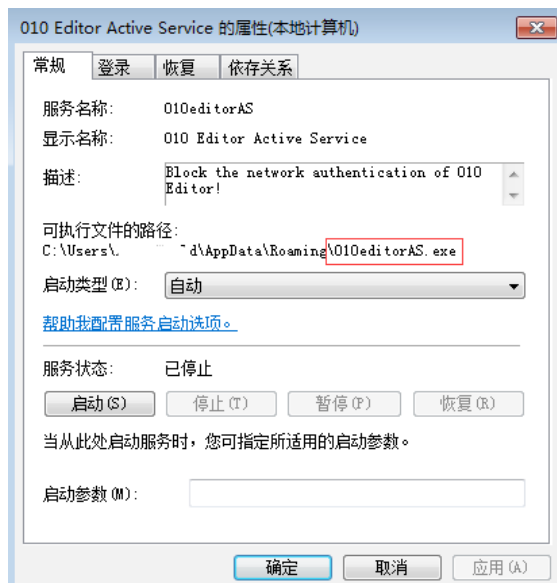 010 Editor Active Service 的属性(本地计算机)
常规 登录 恢复 依存关系
服务名称: 010editorAS
显示名称: 010 Editor Active Service
描述: Block the network authentication of 010
Editor!
可执行文件的路径:
C:\Users\. d\AppData\Roaming\010editorAS.exe
启动类型(E): 自动
帮助我配置服务启动选项。
服务状态: 已停止
启动(S) 停止(T) 暂停(P) 恢复(R)
当从此处启动服务时，您可指定所适用的启动参数。
启动参数(M):
确定 取消 应用(A)